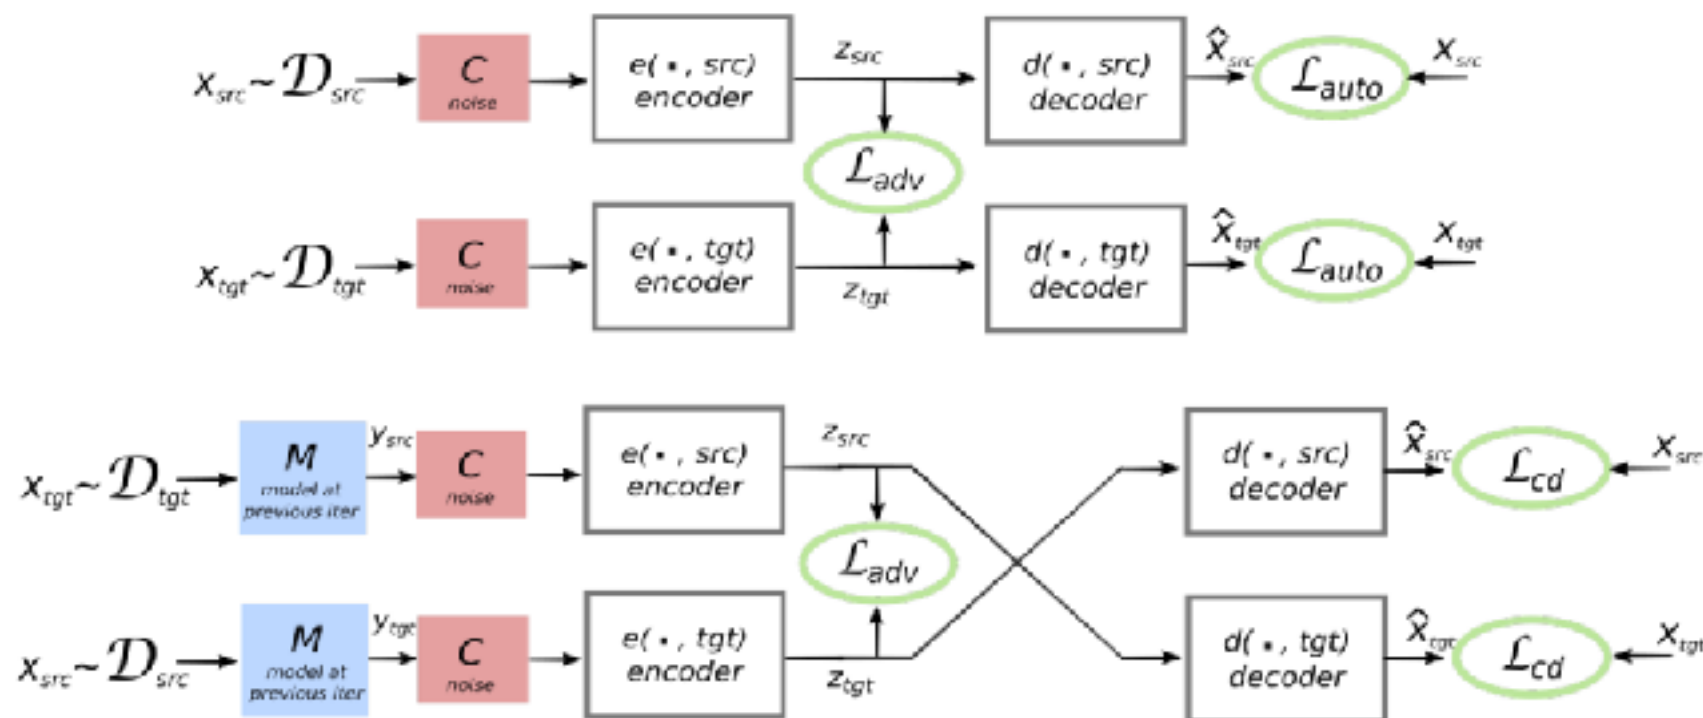 x_src ~ D_src C noise e(•, src) encoder z_src d(•, src) decoder x̂_src L_auto x_src
L_adv
x_tgt ~ D_tgt C noise e(•, tgt) encoder z_tgt d(•, tgt) decoder x̂_tgt L_auto x_tgt
x_tgt ~ D_tgt M model at previous iter y_src C noise e(•, src) encoder z_src d(•, src) decoder x̂_src L_cd x_src
L_adv
x_src ~ D_src M model at previous iter y_tgt C noise e(•, tgt) encoder z_tgt d(•, tgt) decoder x̂_tgt L_cd x_tgt